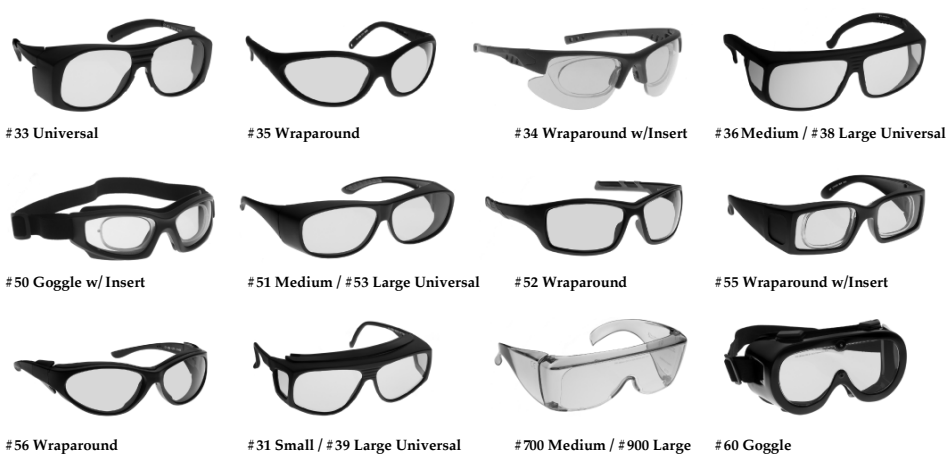 #33 Universal
#35 Wraparound
#34 Wraparound w/Insert
#36 Medium / #38 Large Universal
#50 Goggle w/ Insert
#51 Medium / #53 Large Universal
#52 Wraparound
#55 Wraparound w/Insert
#56 Wraparound
#31 Small / #39 Large Universal
#700 Medium / #900 Large
#60 Goggle